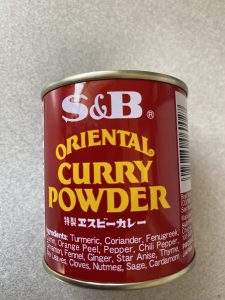 S&B®
ORIENTAL
CURRY
POWDER
特製エスビーカレー
Ingredients: Turmeric, Coriander, Fenugreek,
Orange Peel, Pepper, Chili Pepper,
Fennel, Ginger, Star Anise, Thyme,
Leaves, Cloves, Nutmeg, Sage, Cardamom